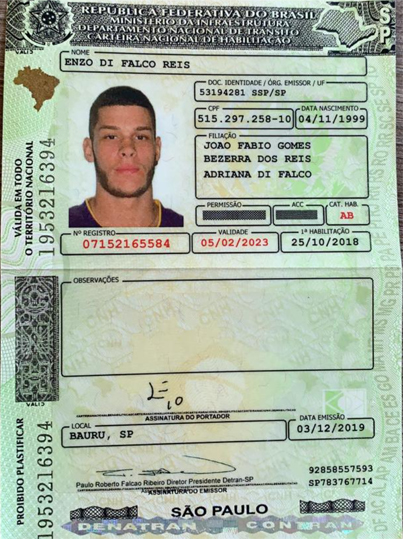 REPÚBLICA FEDERATIVA DO BRASIL
MINISTÉRIO DA INFRAESTRUTURA
DEPARTAMENTO NACIONAL DE TRÂNSITO
CARTEIRA NACIONAL DE HABILITAÇÃO
SP
NOME
ENZO DI FALCO REIS
DOC. IDENTIDADE / ÓRG. EMISSOR / UF
53194281 SSP/SP
CPF
515.297.258-10
DATA NASCIMENTO
04/11/1999
FILIAÇÃO
JOAO FABIO GOMES
BEZERRA DOS REIS
ADRIANA DI FALCO
PERMISSÃO
ACC
CAT. HAB.
AB
Nº REGISTRO
07152165584
VALIDADE
05/02/2023
1ª HABILITAÇÃO
25/10/2018
VÁLIDA EM TODO
O TERRITÓRIO NACIONAL
1953216394
OBSERVAÇÕES
ASSINATURA DO PORTADOR
LOCAL
BAURU, SP
DATA EMISSÃO
03/12/2019
Paulo Roberto Falcao Ribeiro Diretor Presidente Detran-SP
ASSINATURA DO EMISSOR
92858557593
SP783767714
PROIBIDO PLASTIFICAR
1953216394
SÃO PAULO
DENATRAN
CONTRAN